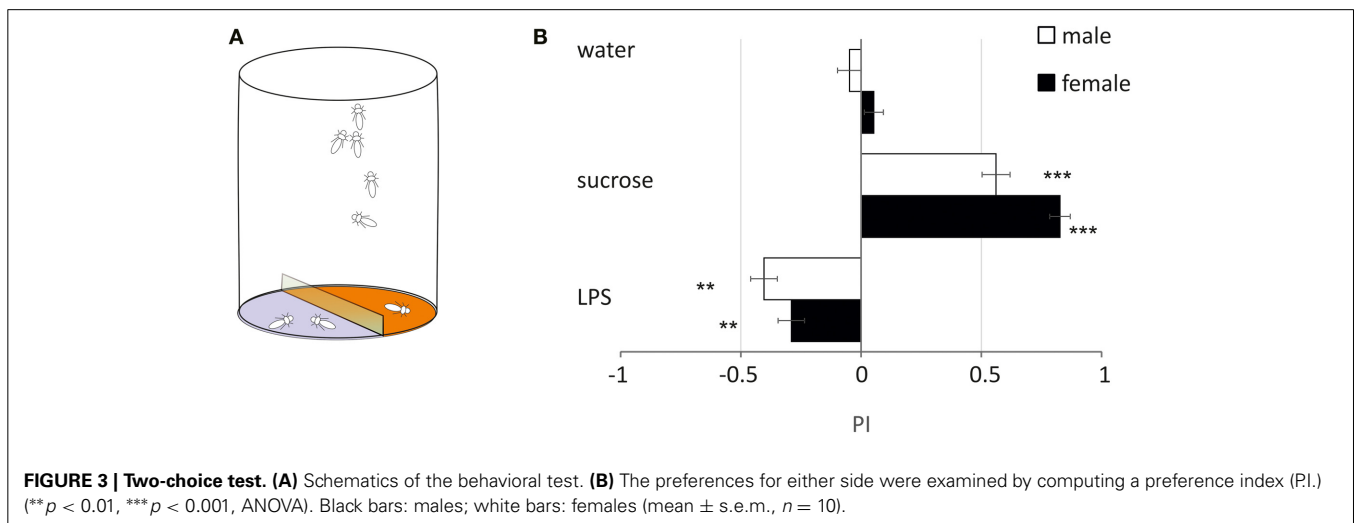 A
B
water
male
female
sucrose
***
***
LPS
**
**
-1 -0.5 0 0.5 1
PI
FIGURE 3 | Two-choice test. (A) Schematics of the behavioral test. (B) The preferences for either side were examined by computing a preference index (P.I.)
(**p < 0.01, ***p < 0.001, ANOVA). Black bars: males; white bars: females (mean ± s.e.m., n = 10).